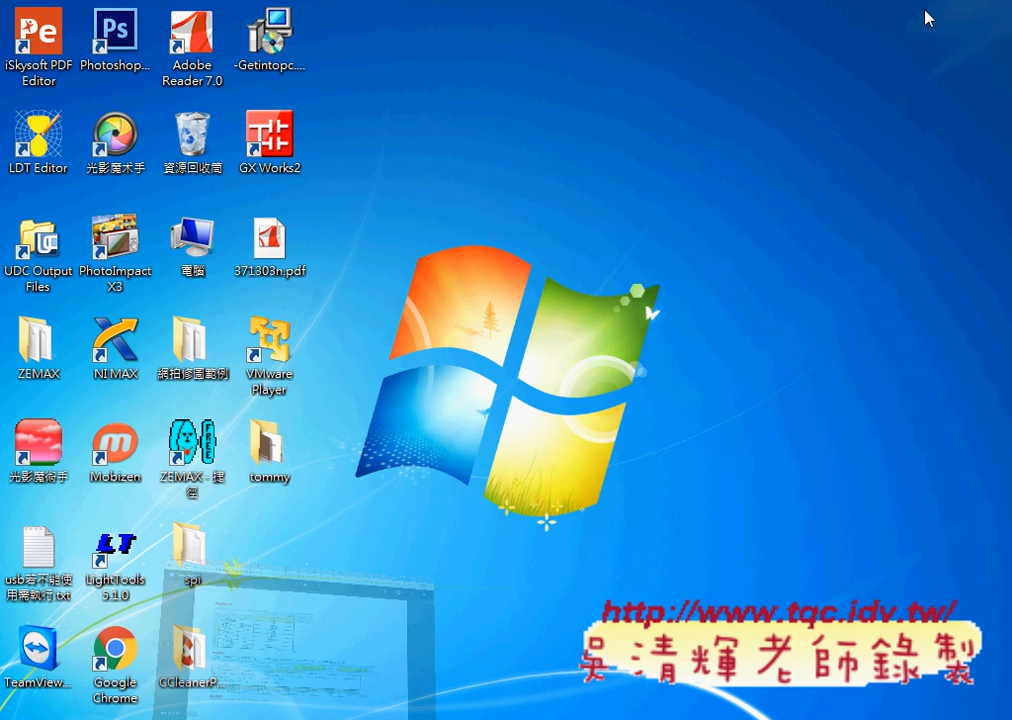 Pe
Ps
iSkysoft PDF
Editor
Photoshop...
Adobe
Reader 7.0
-Getintopc....
LDT Editor
光影魔术手
資源回收筒
GX Works2
UDC Output
Files
PhotoImpact
X3
電腦
371303n.pdf
ZEMAX
NI MAX
網拍修圖範例
VMware
Player
FREE
光影魔術手
Mobizen
ZEMAX - 捷
徑
tommy
LT
usb若不能使
用需執行.txt
LightTools
5.1.0
spi
TeamView...
Google
Chrome
CCleanerP...
http://www.tqc.idv.tw/
吳清輝老師錄製